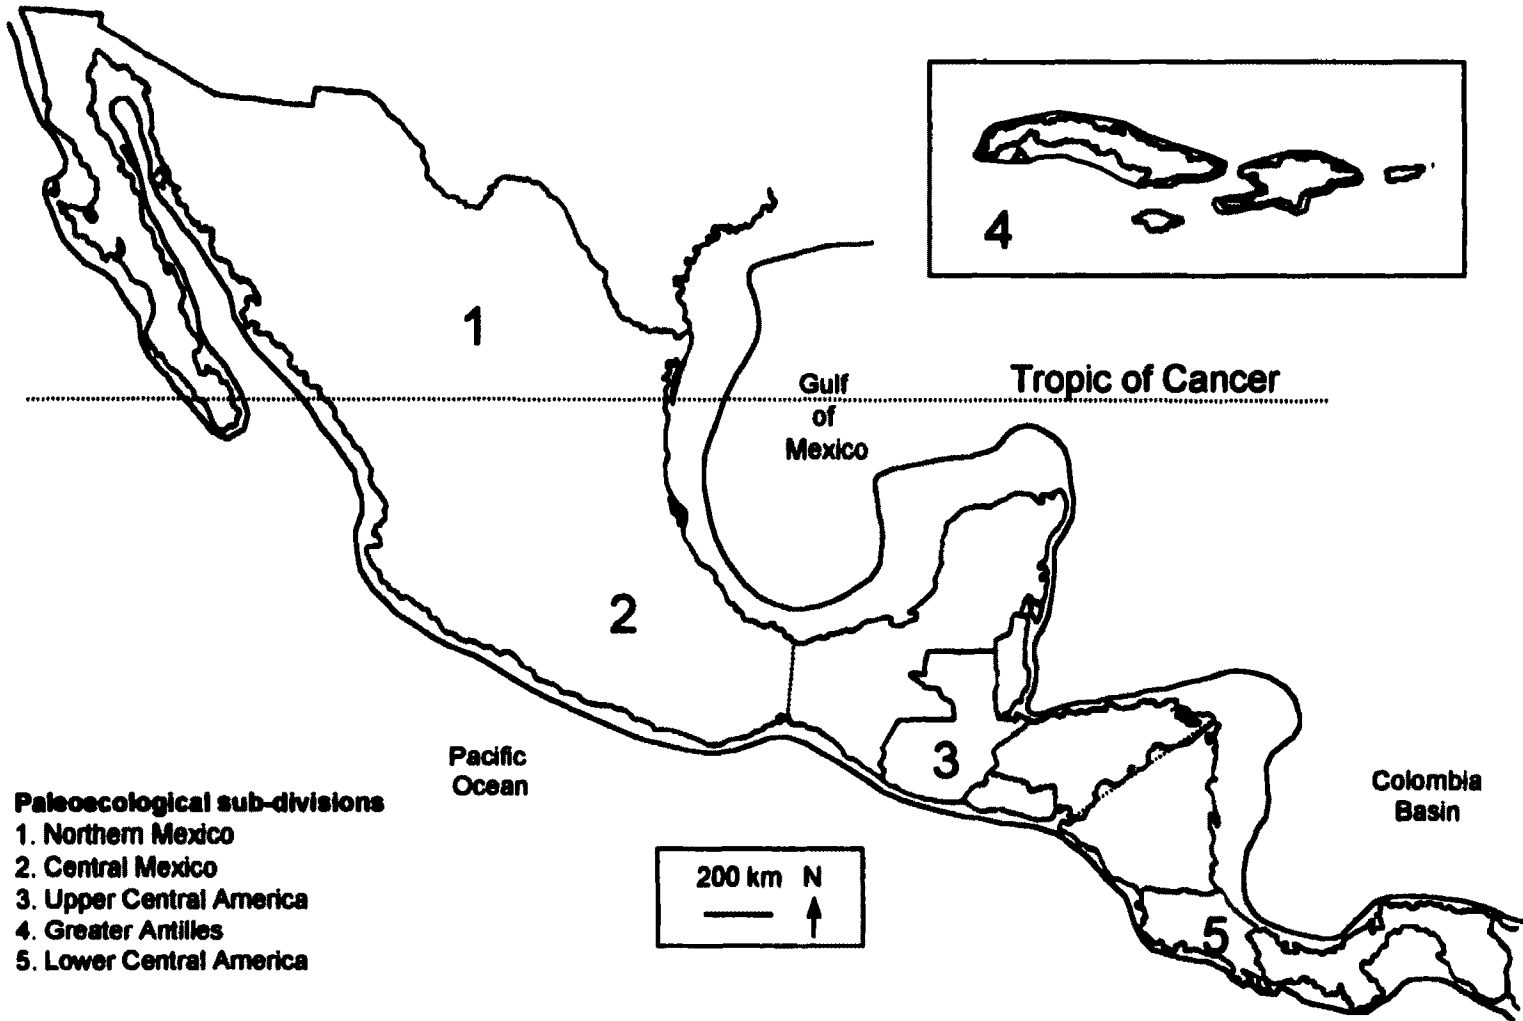 4
1
Tropic of Cancer
Gulf
of
Mexico
2
3
Pacific
Ocean
Colombia
Basin
Paleoecological sub-divisions
1. Northern Mexico
2. Central Mexico
3. Upper Central America
4. Greater Antilles
5. Lower Central America
200 km N
5